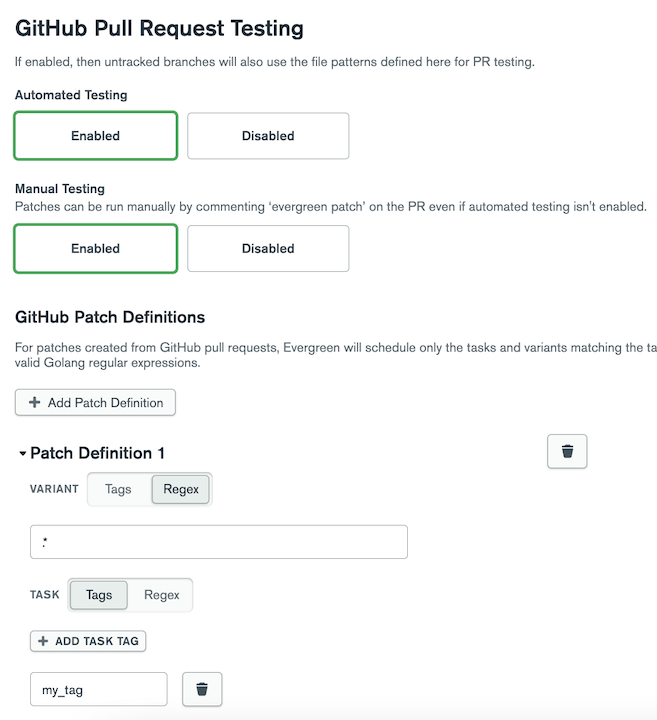 GitHub Pull Request Testing
If enabled, then untracked branches will also use the file patterns defined here for PR testing.
Automated Testing
Enabled Disabled
Manual Testing
Patches can be run manually by commenting ‘evergreen patch’ on the PR even if automated testing isn't enabled.
Enabled Disabled
GitHub Patch Definitions
For patches created from GitHub pull requests, Evergreen will schedule only the tasks and variants matching the ta
valid Golang regular expressions.
Add Patch Definition
Patch Definition 1
VARIANT Tags Regex
.*
TASK Tags Regex
ADD TASK TAG
my_tag